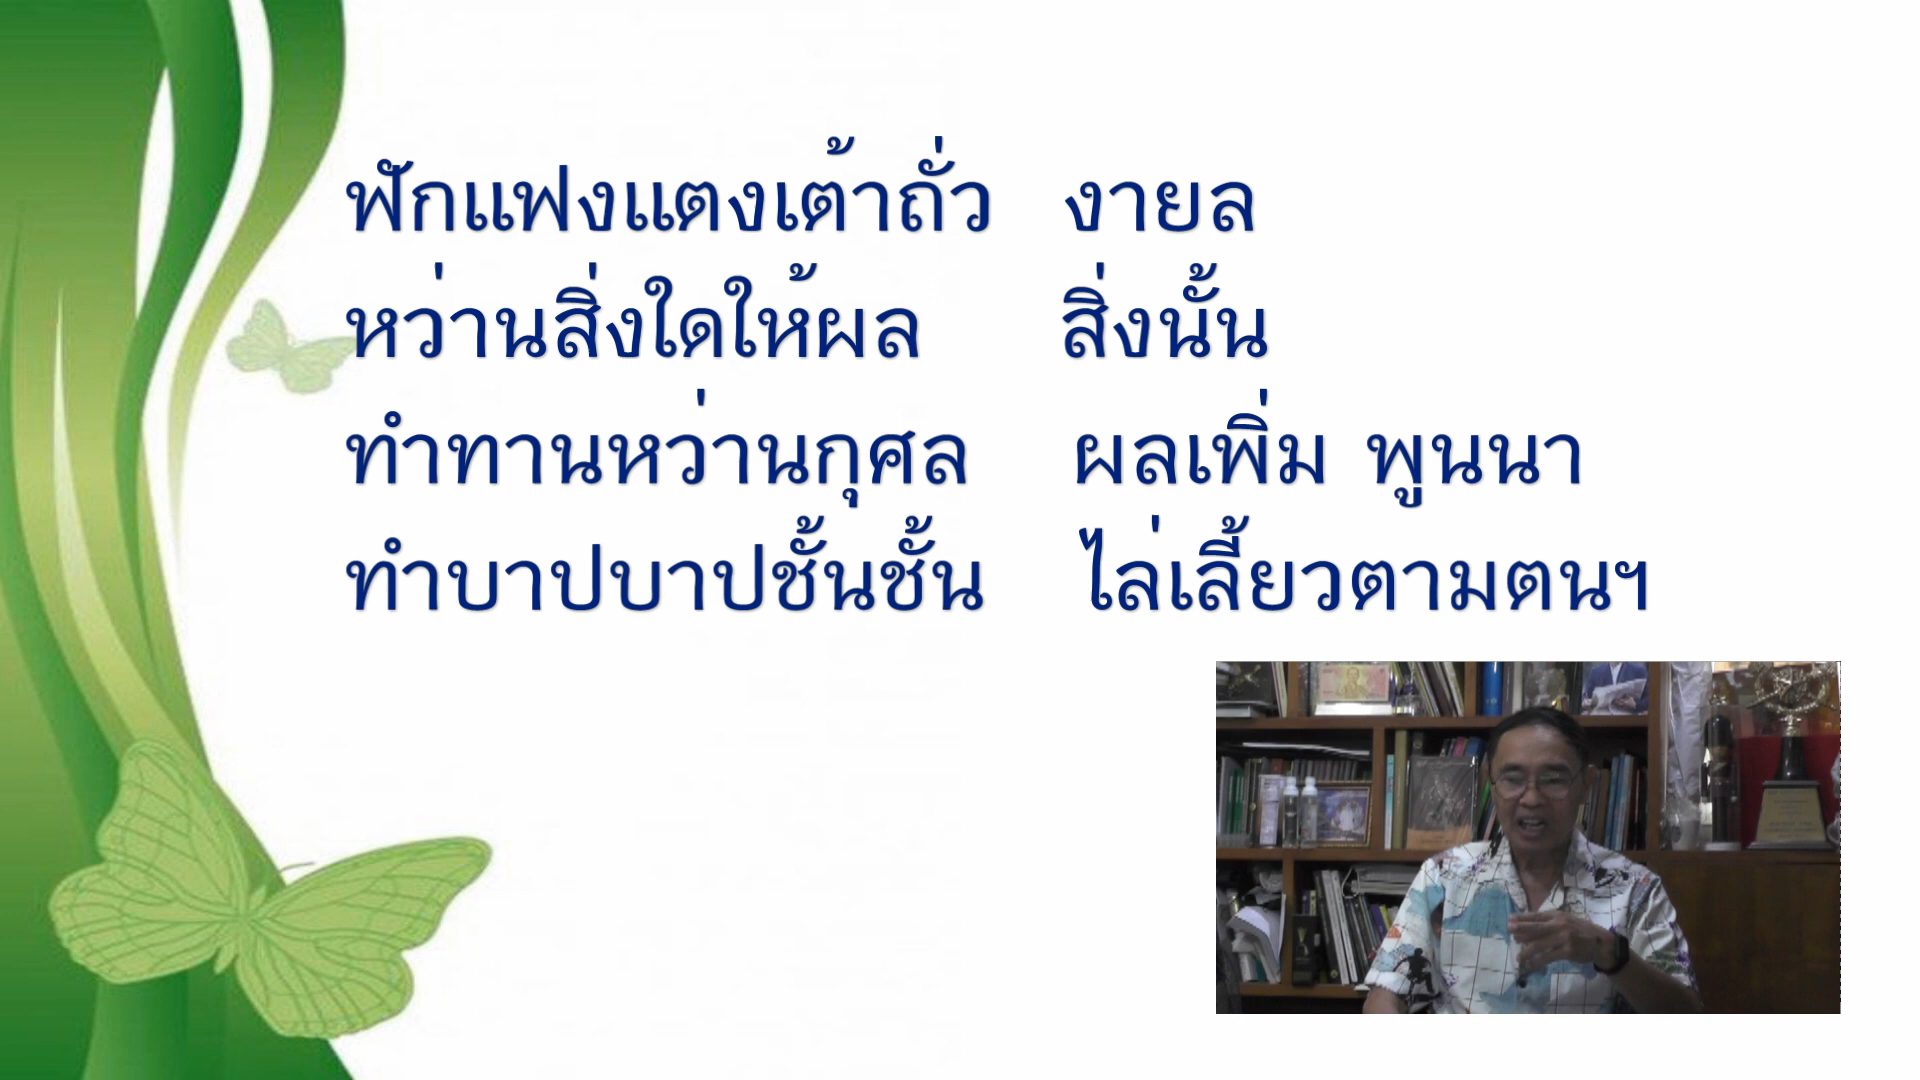 ฟักแฟงแตงเต้าถั่ว งายล
หว่านสิ่งใดให้ผล สิ่งนั้น
ทำทานหว่านกุศล ผลเพิ่ม พูนนา
ทำบาปบาปชั้นชั้น ไล่เลี้ยวตามตนฯ